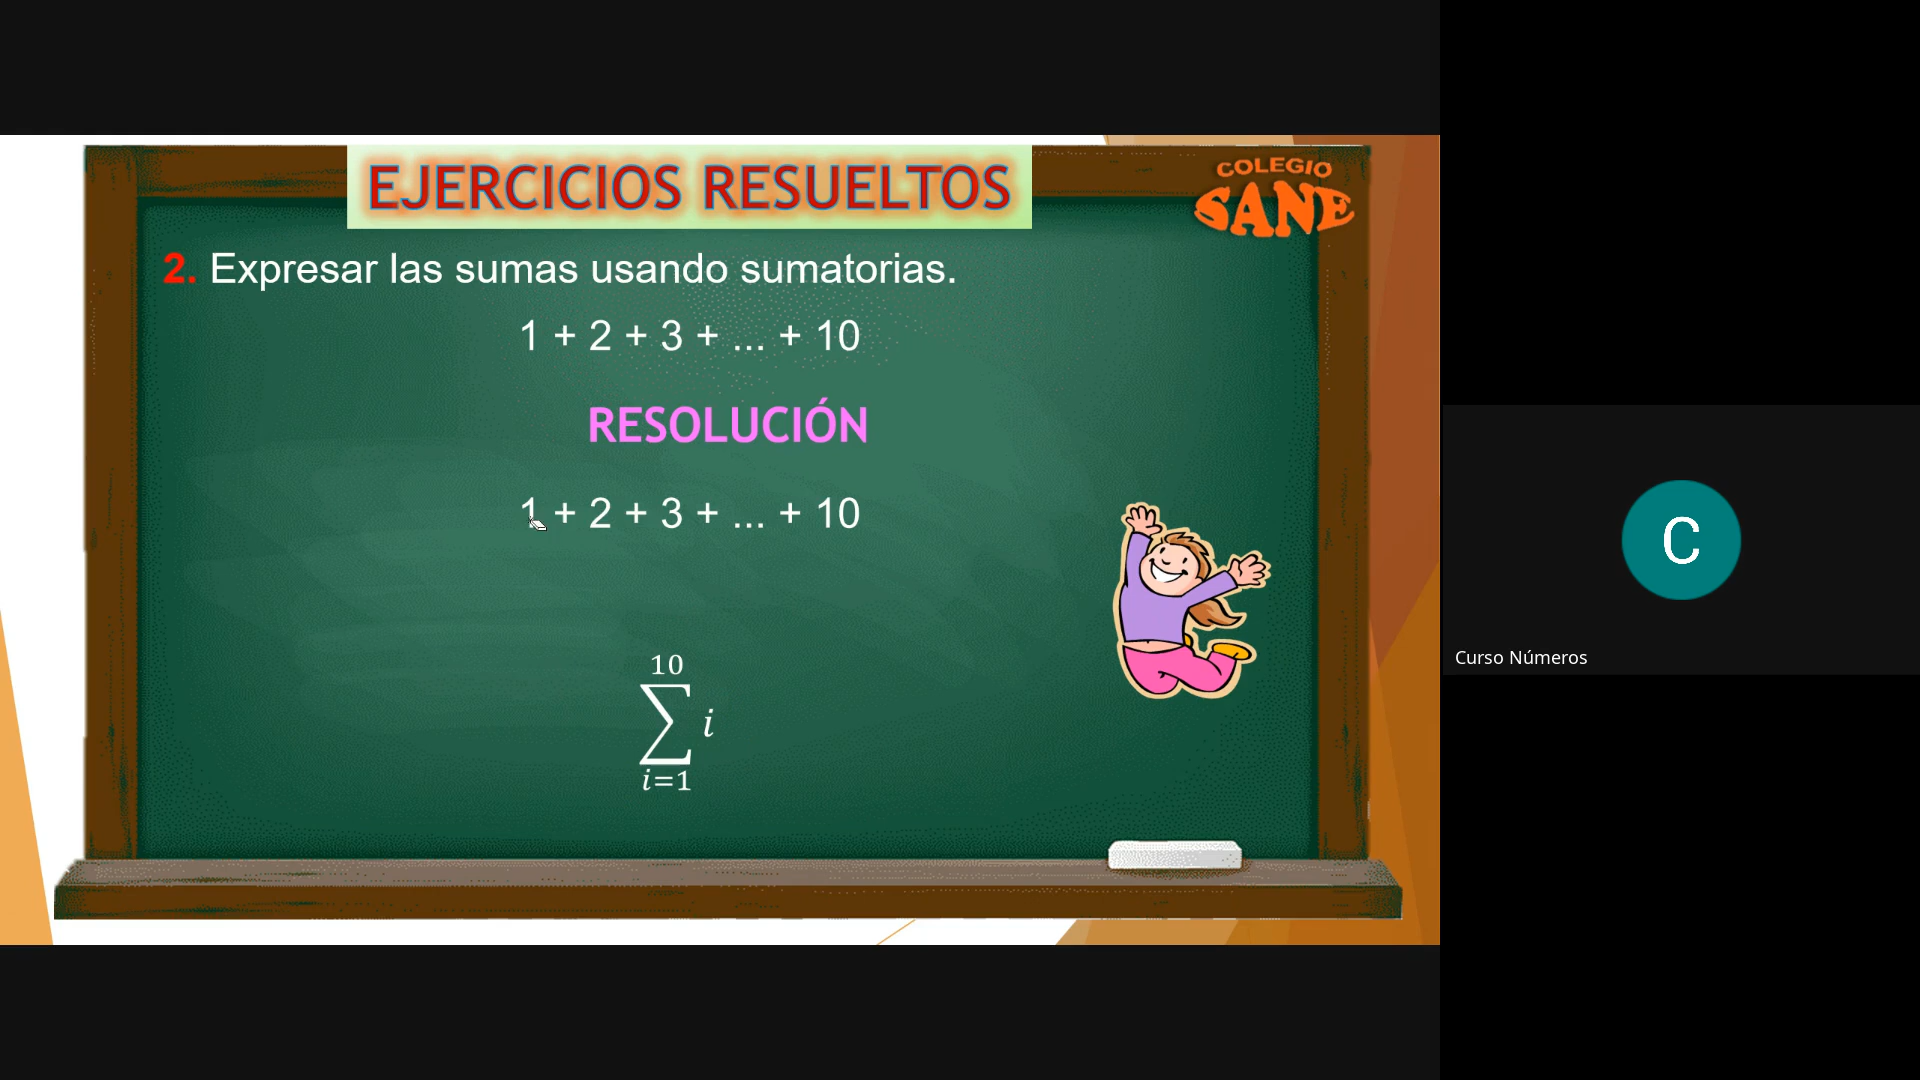 EJERCICIOS RESUELTOS
COLEGIO
SANE
2. Expresar las sumas usando sumatorias.
1 + 2 + 3 + ... + 10
RESOLUCIÓN
1 + 2 + 3 + ... + 10
10
∑ i
i=1
C
Curso Números